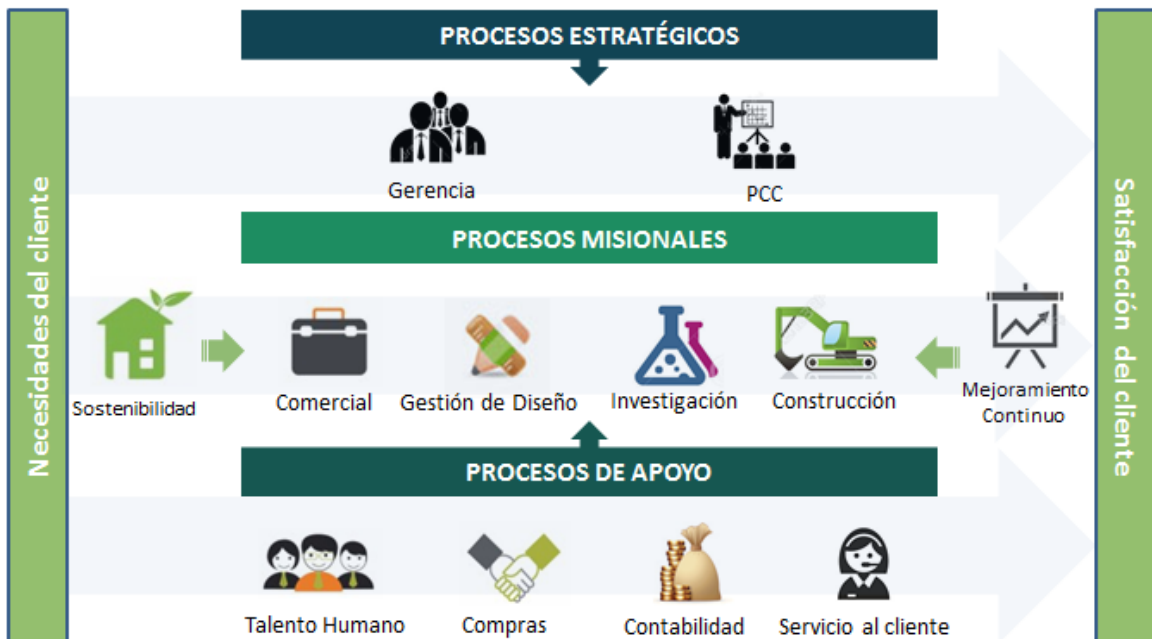 PROCESOS ESTRATÉGICOS
Gerencia
PCC
Necesidades del cliente
Satisfacción del cliente
PROCESOS MISIONALES
Sostenibilidad
Comercial
Gestión de Diseño
Investigación
Construcción
Mejoramiento
Continuo
PROCESOS DE APOYO
Talento Humano
Compras
Contabilidad
Servicio al cliente